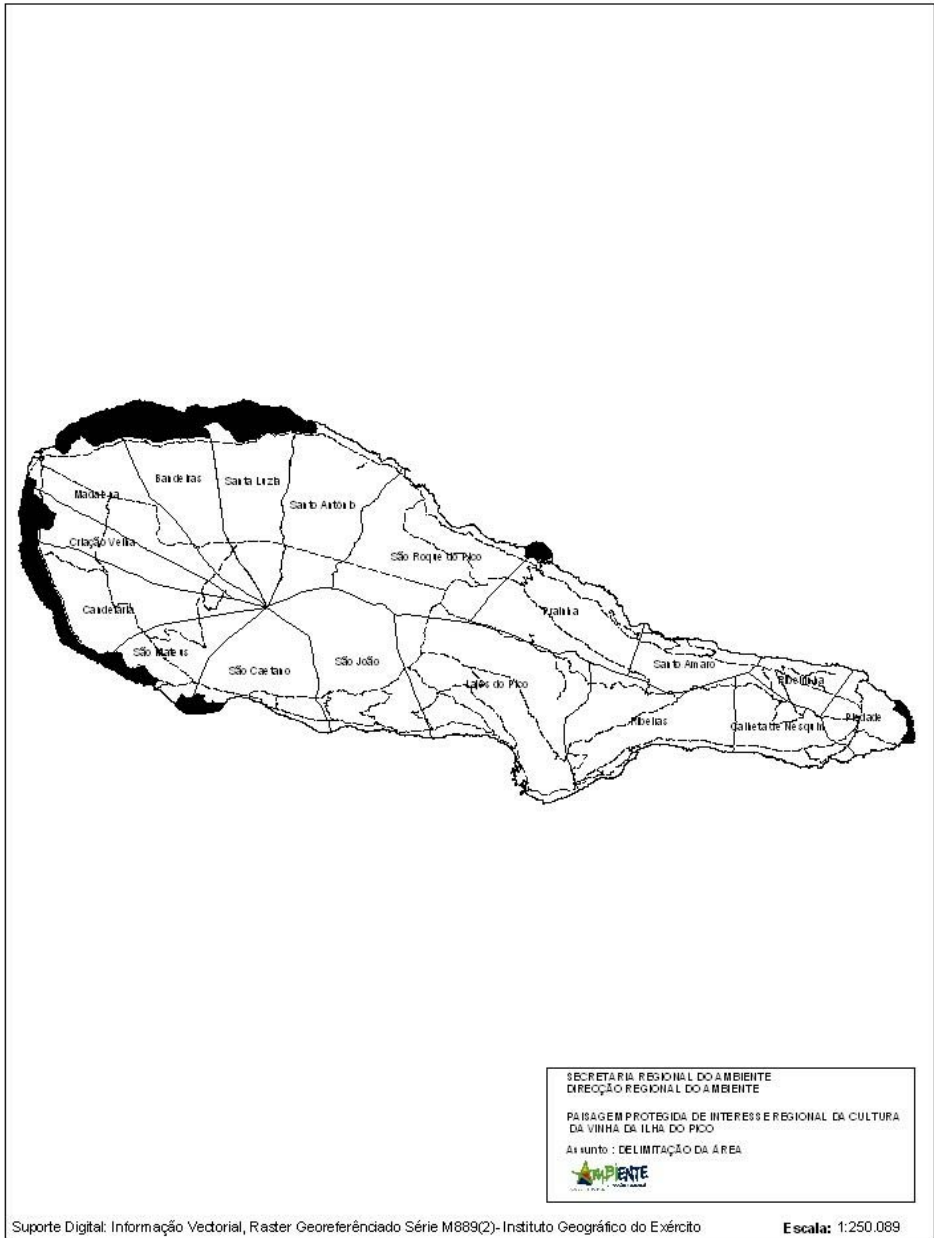 Bandeiras
Santa Luzia
Madalena
Santo António
Criação Velha
São Roque do Pico
Candelaria
Prainha
São Mateus
São João
Santo Amaro
São Caetano
Lajes do Pico
Ribeirinha
Ribeiras
Calheta de Nesquim
Piedade
SECRETARIA REGIONAL DO AMBIENTE
DIRECÇÃO REGIONAL DO AMBIENTE
PAISAGEM PROTEGIDA DE INTERESSE REGIONAL DA CULTURA
DA VINHA DA ILHA DO PICO
Assunto : DELIMITAÇÃO DA ÁREA
AMBIENTE
Suporte Digital: Informação Vectorial, Raster Georeferênciado Série M889(2)- Instituto Geográfico do Exército
Escala: 1:250.089